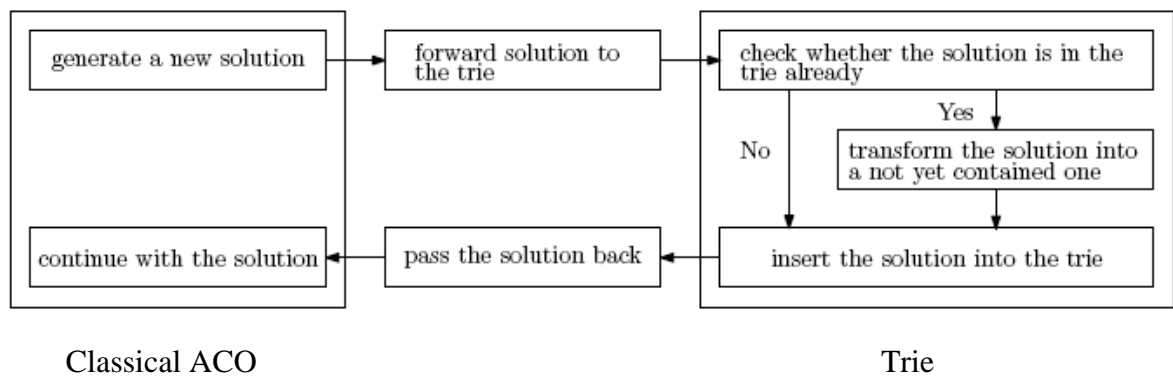 generate a new solution
forward solution to
the trie
check whether the solution is in the
trie already
Yes
No
transform the solution into
a not yet contained one
continue with the solution
pass the solution back
insert the solution into the trie
Classical ACO
Trie